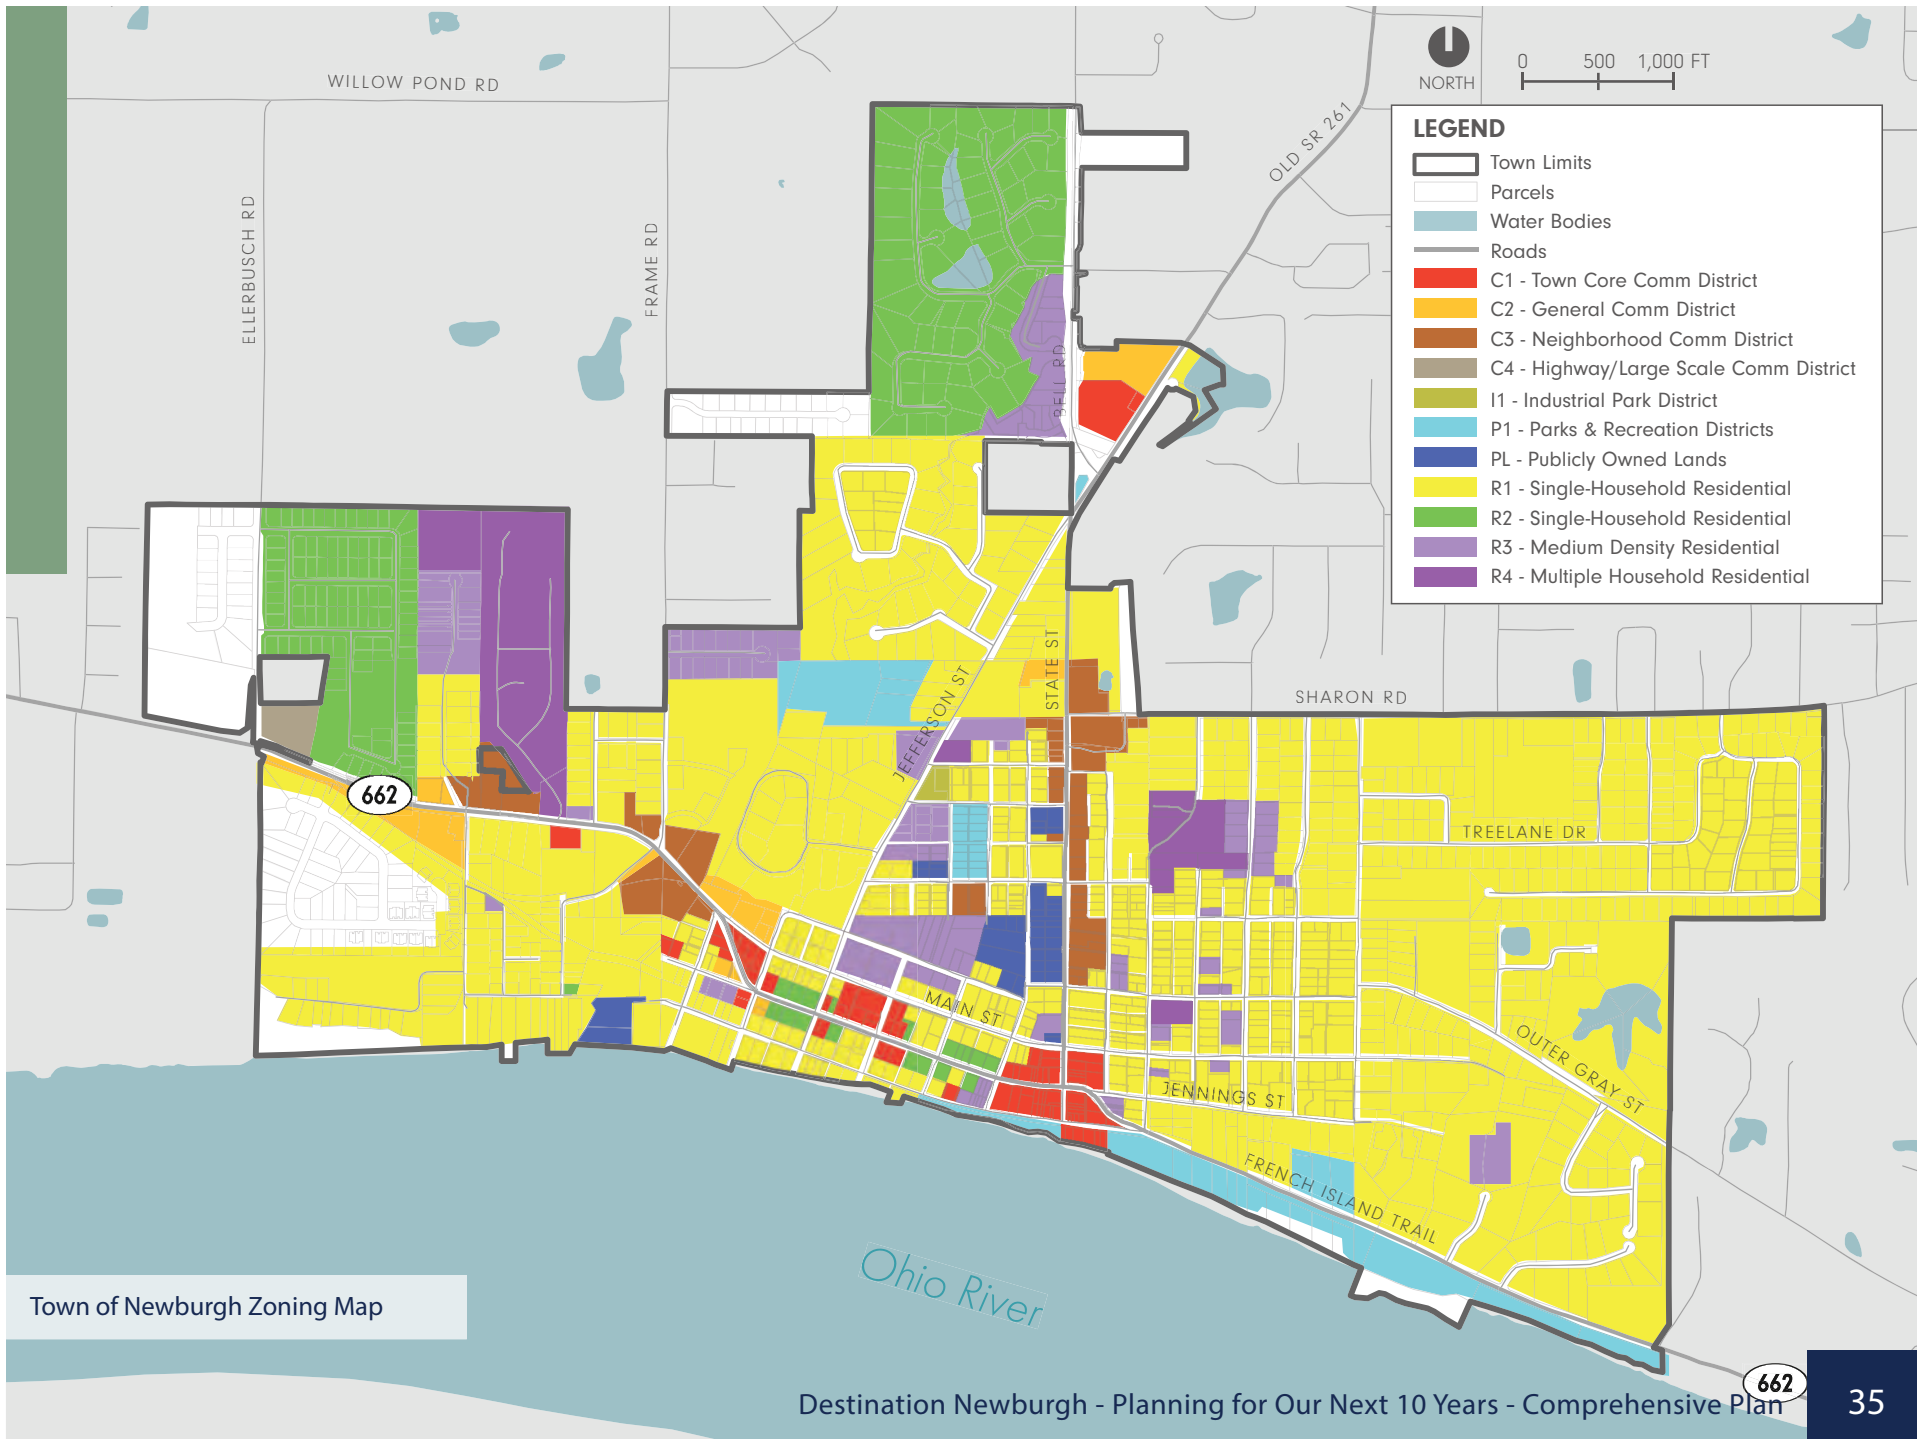 WILLOW POND RD
ELLERBUSCH RD
FRAME RD
BELL RD
OLD SR 261
NORTH
0 500 1,000 FT
LEGEND
Town Limits
Parcels
Water Bodies
Roads
C1 - Town Core Comm District
C2 - General Comm District
C3 - Neighborhood Comm District
C4 - Highway/Large Scale Comm District
I1 - Industrial Park District
P1 - Parks & Recreation Districts
PL - Publicly Owned Lands
R1 - Single-Household Residential
R2 - Single-Household Residential
R3 - Medium Density Residential
R4 - Multiple Household Residential
JEFFERSON ST
STATE ST
SHARON RD
662
TREELANE DR
MAIN ST
OUTER GRAY ST
JENNINGS ST
FRENCH ISLAND TRAIL
Ohio River
Town of Newburgh Zoning Map
662
Destination Newburgh - Planning for Our Next 10 Years - Comprehensive Plan
35